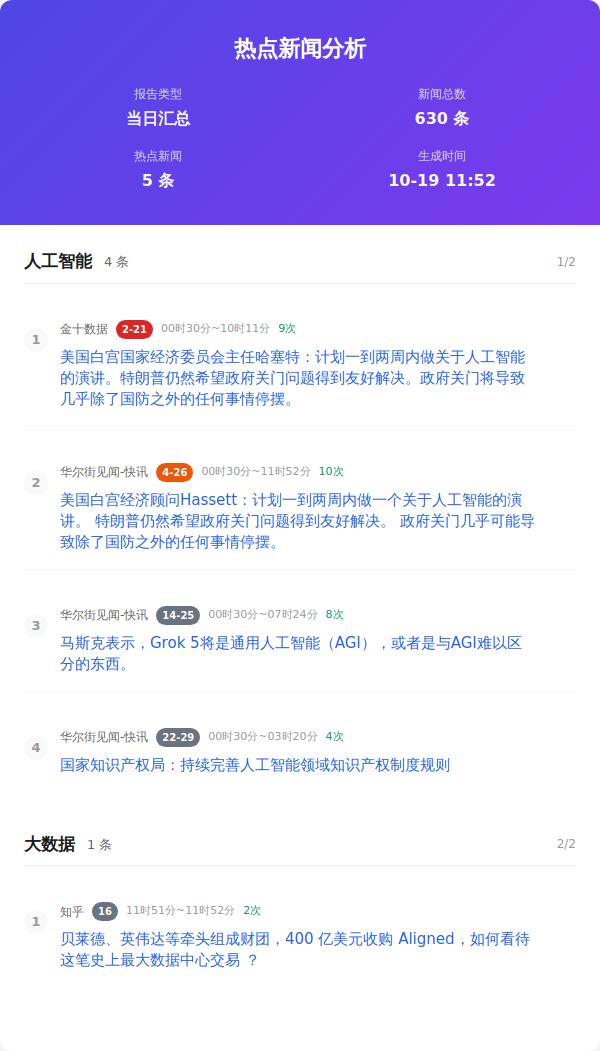 热点新闻分析
报告类型
当日汇总
新闻总数
630 条
热点新闻
5 条
生成时间
10-19 11:52
人工智能 4 条 1/2
1
金十数据 2-21 00时30分~10时11分 9次
美国白宫国家经济委员会主任哈塞特：计划一到两周内做关于人工智能
的演讲。特朗普仍然希望政府关门问题得到友好解决。政府关门将导致
几乎除了国防之外的任何事情停摆。
2
华尔街见闻-快讯 4-26 00时30分~11时52分 10次
美国白宫经济顾问Hassett：计划一到两周内做一个关于人工智能的演
讲。 特朗普仍然希望政府关门问题得到友好解决。 政府关门几乎可能导
致除了国防之外的任何事情停摆。
3
华尔街见闻-快讯 14-25 00时30分~07时24分 8次
马斯克表示，Grok 5将是通用人工智能（AGI），或者是与AGI难以区
分的东西。
4
华尔街见闻-快讯 22-29 00时30分~03时20分 4次
国家知识产权局：持续完善人工智能领域知识产权制度规则
大数据 1 条 2/2
1
知乎 16 11时51分~11时52分 2次
贝莱德、英伟达等牵头组成财团，400 亿美元收购 Aligned，如何看待
这笔史上最大数据中心交易 ？